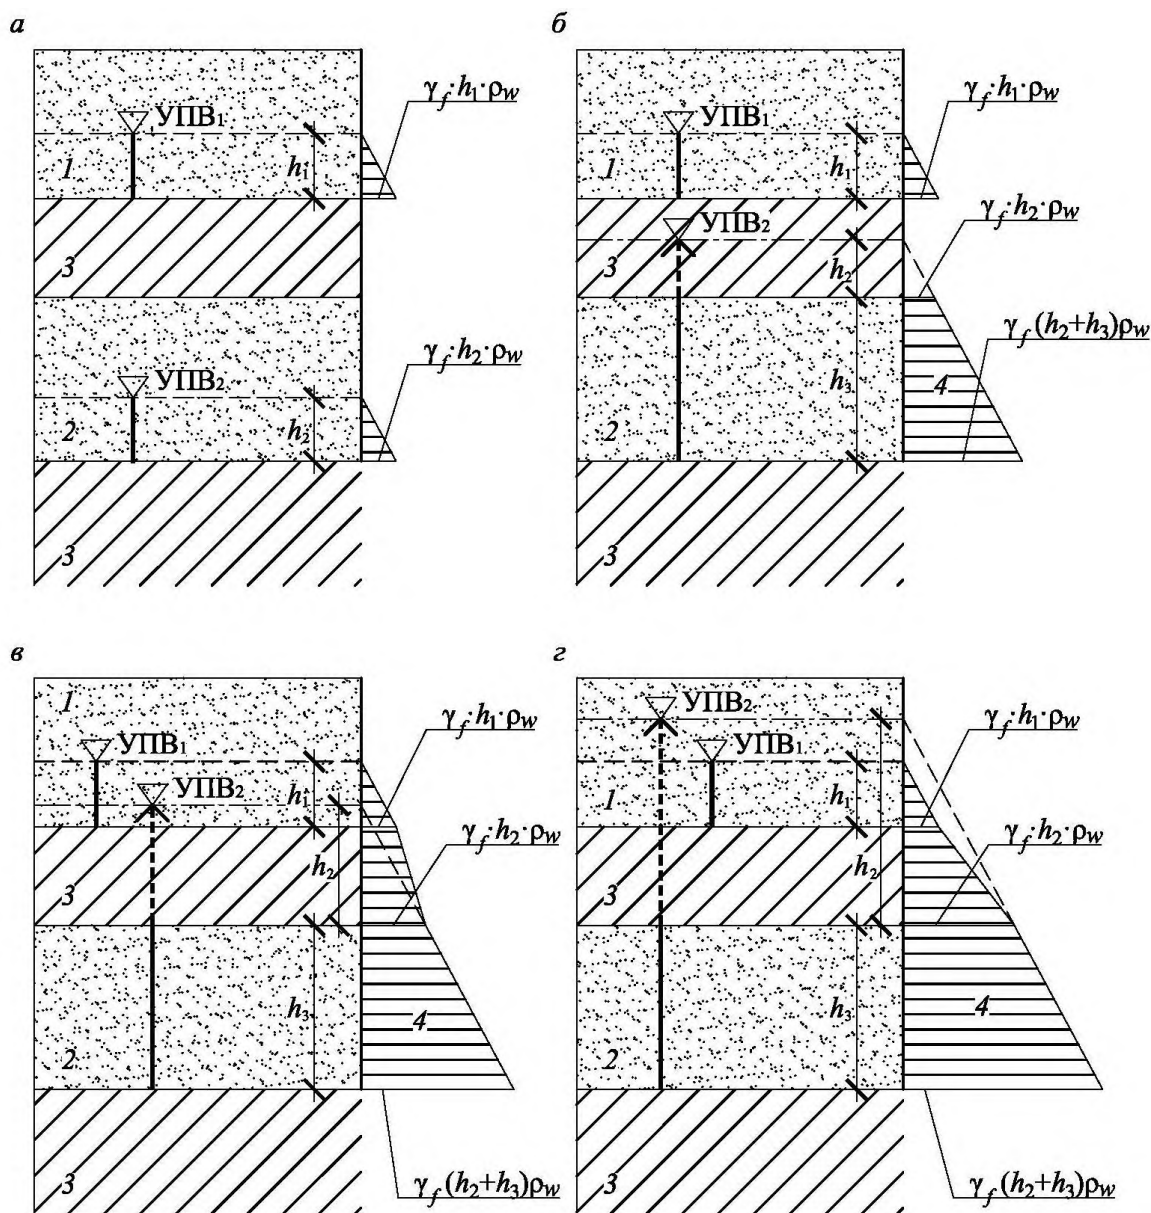 а
УПВ₁
γf·h₁·ρw
1
h₁
3
УПВ₂
γf·h₂·ρw
2
h₂
3
б
УПВ₁
γf·h₁·ρw
1
h₁
УПВ₂
γf·h₂·ρw
3
h₂
γf(h₂+h₃)ρw
h₃
4
2
3
в
1
УПВ₁
γf·h₁·ρw
УПВ₂
h₁
γf·h₂·ρw
3
h₂
h₃
4
2
3
γf(h₂+h₃)ρw
г
УПВ₂
γf·h₁·ρw
УПВ₁
1
h₁
γf·h₂·ρw
3
h₂
h₃
4
2
3
γf(h₂+h₃)ρw